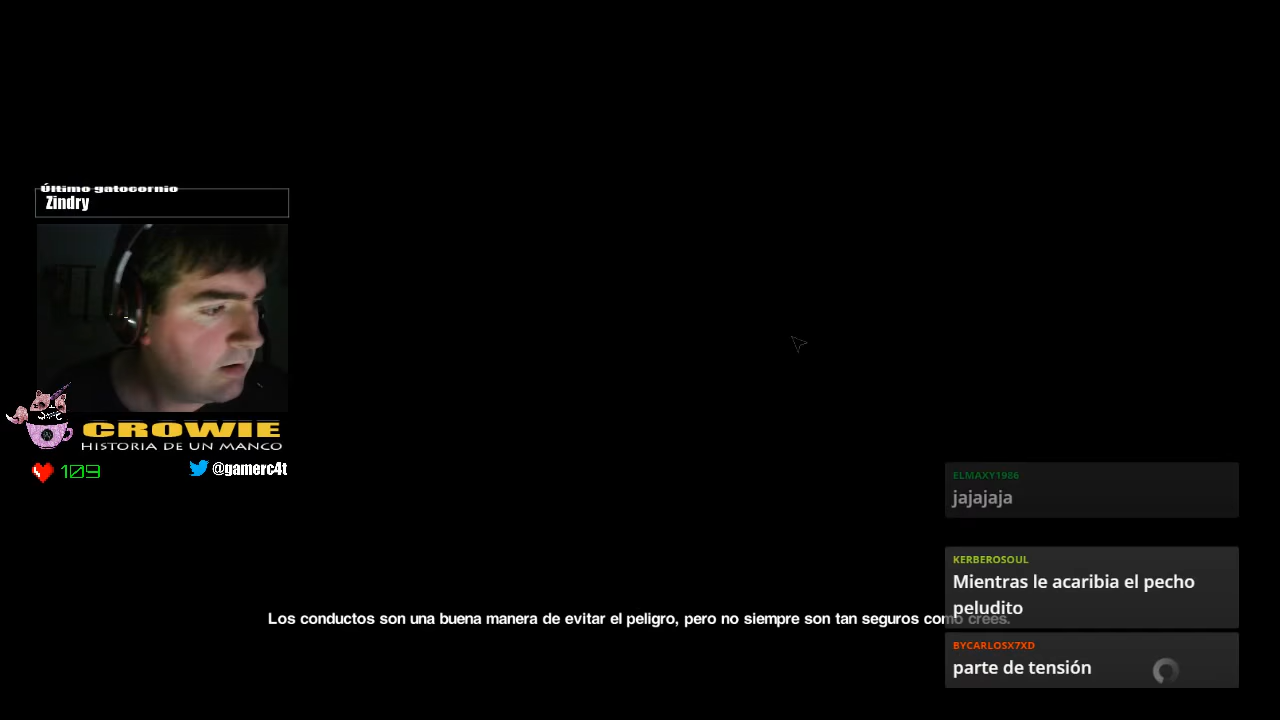 Último gatocornio
Zindry
CROWIE
HISTORIA DE UN MANCO
109
@gamerc4t
ELMAXY1986
jajajaja
KERBEROSOUL
Mientras le acaribia el pecho
peludito
Los conductos son una buena manera de evitar el peligro, pero no siempre son tan seguros como crees.
BYCARLOSX7XD
parte de tensión